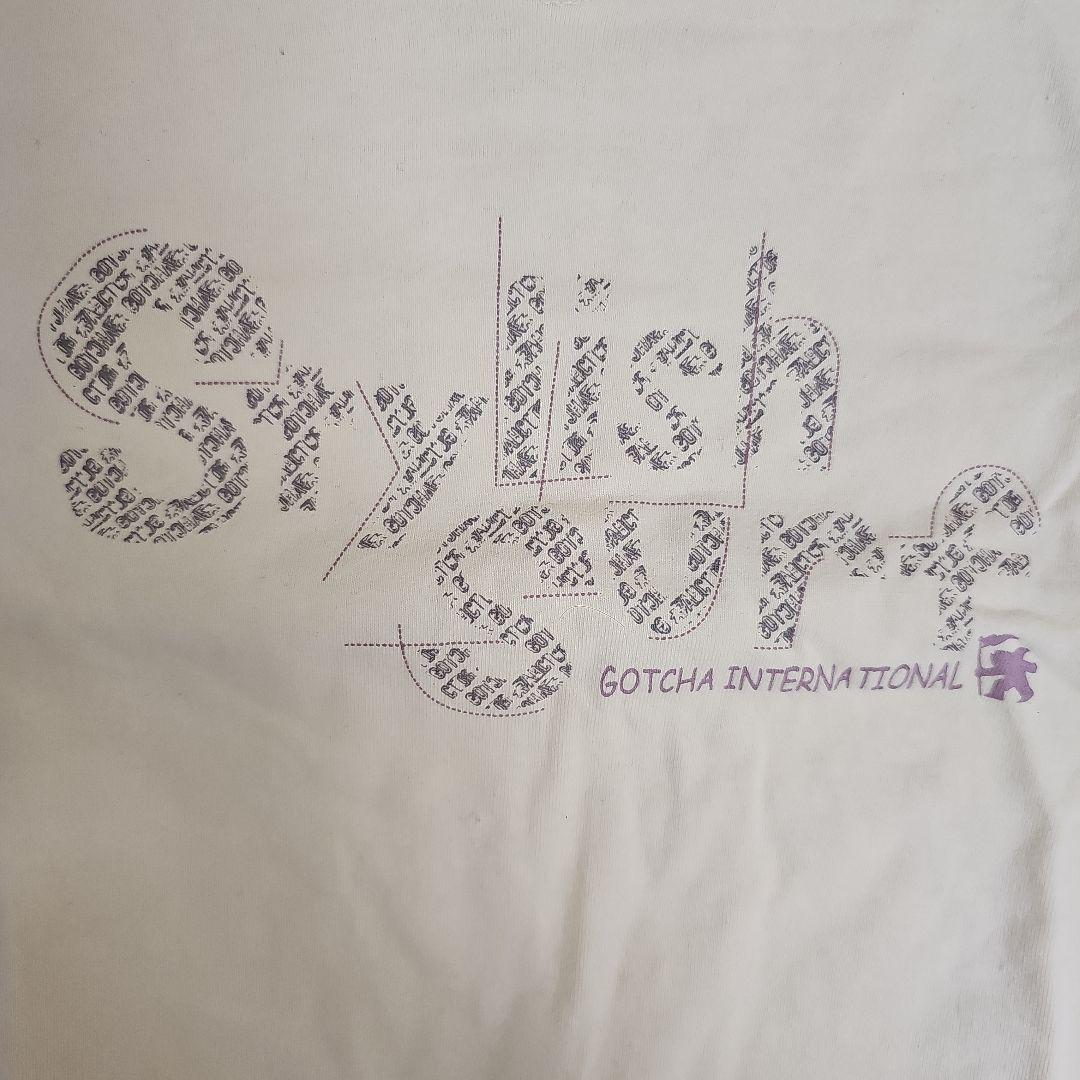 Stylish
surf
GOTCHA INTERNATIONAL